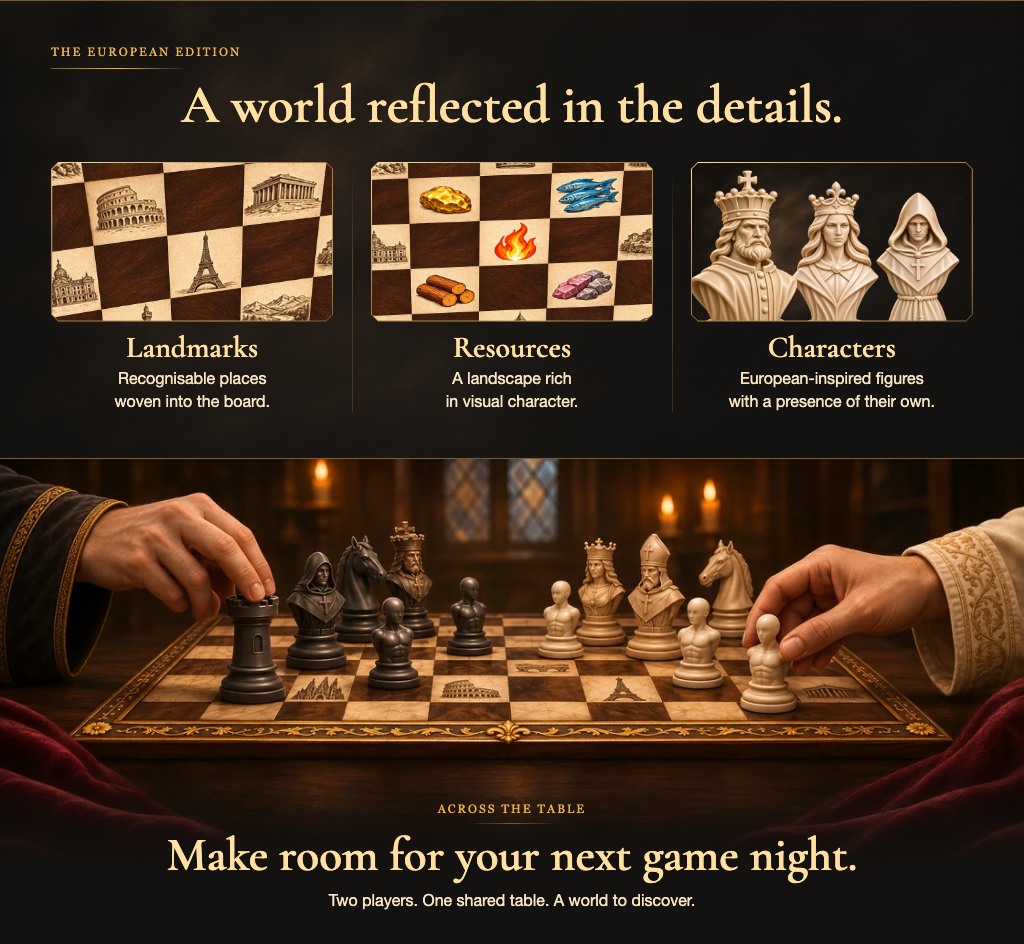 THE EUROPEAN EDITION
A world reflected in the details.
Landmarks
Recognisable places
woven into the board.
Resources
A landscape rich
in visual character.
Characters
European-inspired figures
with a presence of their own.
ACROSS THE TABLE
Make room for your next game night.
Two players. One shared table. A world to discover.